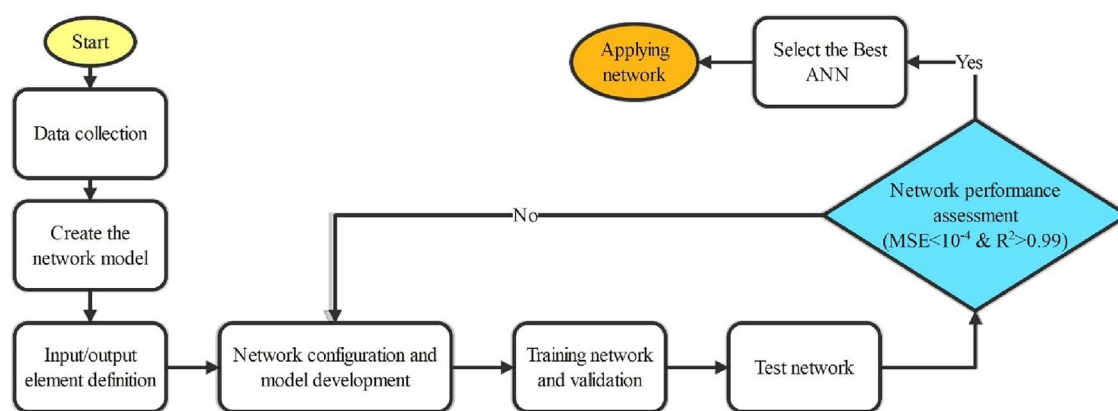 Start
Data collection
Create the
network model
Input/output
element definition
Network configuration and
model development
Training network
and validation
Test network
Network performance
assessment
(MSE<10⁻⁴ & R²>0.99)
No
Yes
Select the Best
ANN
Applying
network